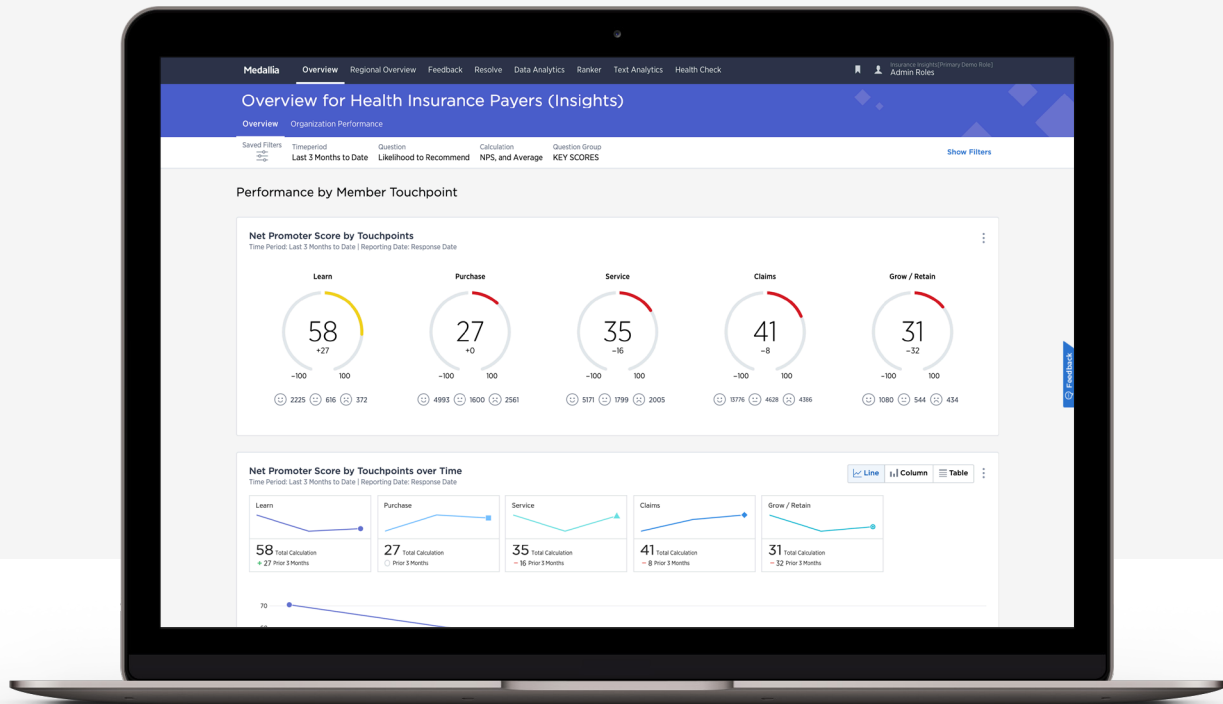 Medallia Overview Regional Overview Feedback Resolve Data Analytics Ranker Text Analytics Health Check
Insurance Insights[Primary Demo Role]
Admin Roles
Overview for Health Insurance Payers (Insights)
Overview Organization Performance
Saved Filters Timeperiod Question Calculation Question Group
Last 3 Months to Date Likelihood to Recommend NPS, and Average KEY SCORES Show Filters
Performance by Member Touchpoint
Net Promoter Score by Touchpoints
Time Period: Last 3 Months to Date | Reporting Date: Response Date
Learn Purchase Service Claims Grow / Retain
58 27 35 41 31
+27 +0 −16 −8 −32
−100 100 −100 100 −100 100 −100 100 −100 100
2225 616 372 4993 1600 2561 5171 1799 2005 13776 4628 4386 1080 544 434
Feedback
Net Promoter Score by Touchpoints over Time
Time Period: Last 3 Months to Date | Reporting Date: Response Date
Line Column Table
Learn Purchase Service Claims Grow / Retain
58 Total Calculation 27 Total Calculation 35 Total Calculation 41 Total Calculation 31 Total Calculation
+ 27 Prior 3 Months Prior 3 Months − 16 Prior 3 Months − 8 Prior 3 Months − 32 Prior 3 Months
70